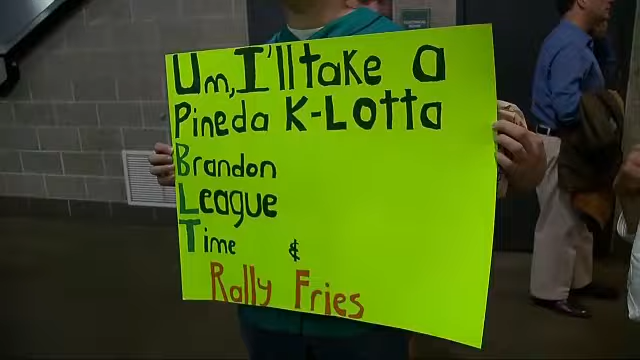 Um, I'll take a
Pineda K-Lotta
Brandon
League
Time &
Rally Fries